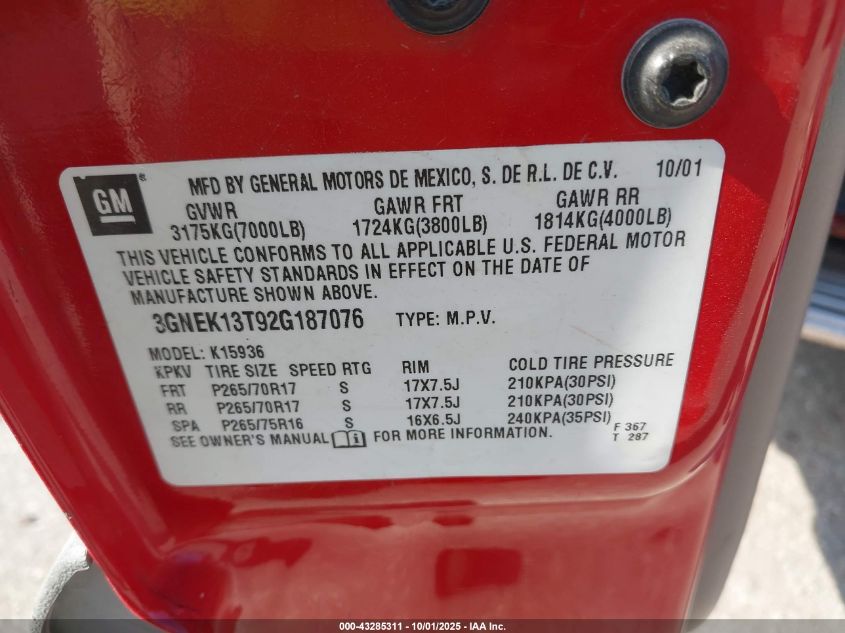 GM
MFD BY GENERAL MOTORS DE MEXICO, S. DE R.L. DE C.V. 10/01
GVWR GAWR FRT GAWR RR
3175KG(7000LB) 1724KG(3800LB) 1814KG(4000LB)
THIS VEHICLE CONFORMS TO ALL APPLICABLE U.S. FEDERAL MOTOR
VEHICLE SAFETY STANDARDS IN EFFECT ON THE DATE OF
MANUFACTURE SHOWN ABOVE.
3GNEK13T92G187076 TYPE: M.P.V.
MODEL: K15936
KPKV TIRE SIZE SPEED RTG RIM COLD TIRE PRESSURE
FRT P265/70R17 S 17X7.5J 210KPA(30PSI)
RR P265/70R17 S 17X7.5J 210KPA(30PSI)
SPA P265/75R16 S 16X6.5J 240KPA(35PSI)
SEE OWNER'S MANUAL FOR MORE INFORMATION.
F 367
T 287
000-43285311 - 10/01/2025 - IAA Inc.